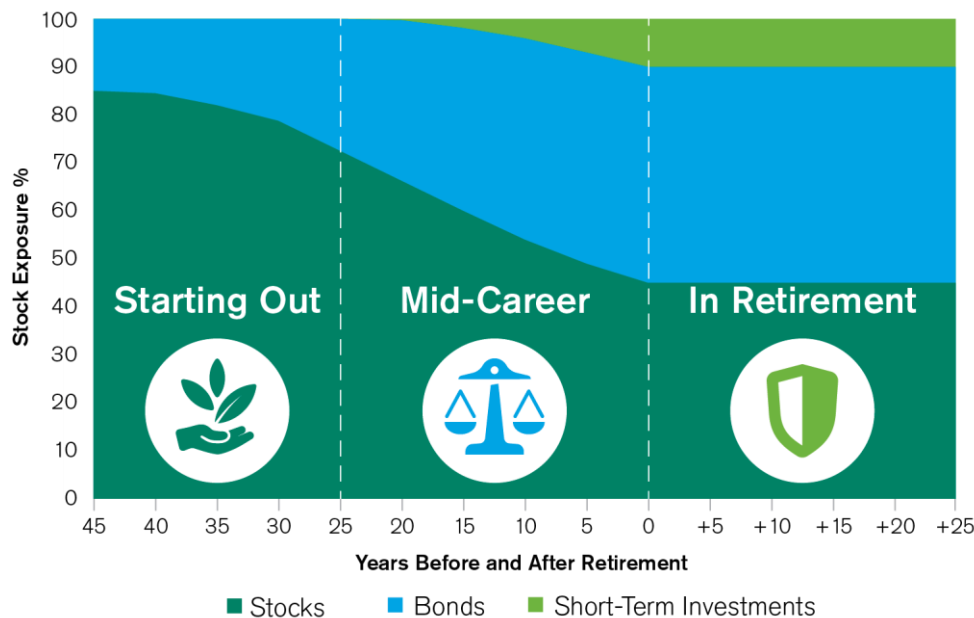 100
90
80
70
60
50
40
30
20
10
0
Stock Exposure %
Starting Out
Mid-Career
In Retirement
45 40 35 30 25 20 15 10 5 0 +5 +10 +15 +20 +25
Years Before and After Retirement
Stocks Bonds Short-Term Investments